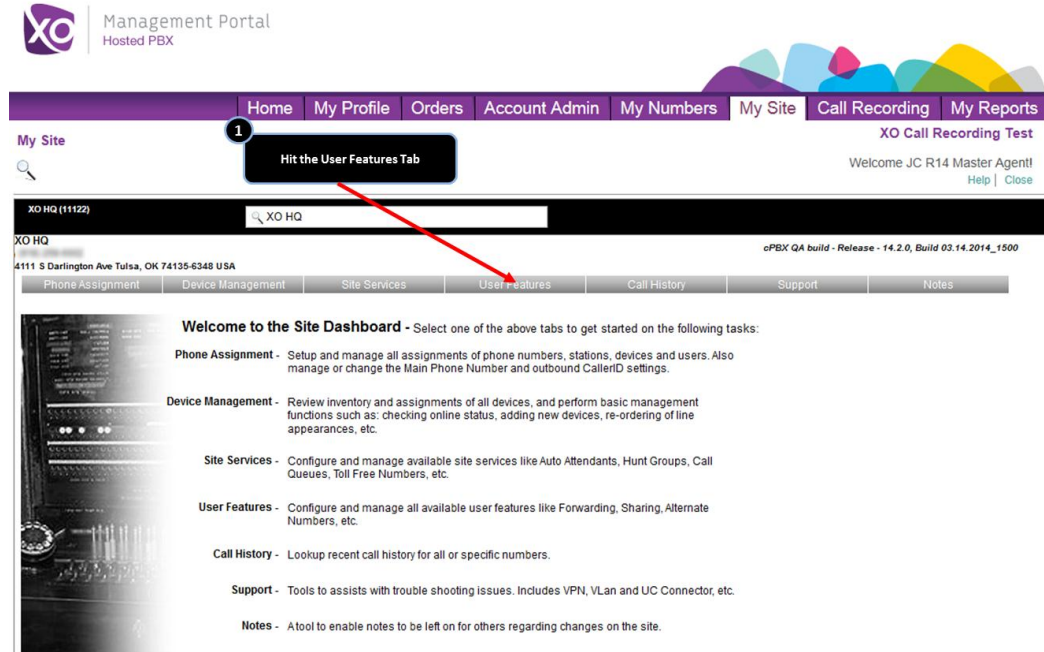 XO
Management Portal
Hosted PBX
Home My Profile Orders Account Admin My Numbers My Site Call Recording My Reports
My Site
XO Call Recording Test
1
Hit the User Features Tab
Welcome JC R14 Master Agent!
Help | Close
XO HQ (11122)
XO HQ
XO HQ
cPBX QA build - Release - 14.2.0, Build 03.14.2014_1500
4111 S Darlington Ave Tulsa, OK 74135-6348 USA
Phone Assignment Device Management Site Services User Features Call History Support Notes
Welcome to the Site Dashboard - Select one of the above tabs to get started on the following tasks:
Phone Assignment - Setup and manage all assignments of phone numbers, stations, devices and users. Also
manage or change the Main Phone Number and outbound CallerID settings.
Device Management - Review inventory and assignments of all devices, and perform basic management
functions such as: checking online status, adding new devices, re-ordering of line
appearances, etc.
Site Services - Configure and manage available site services like Auto Attendants, Hunt Groups, Call
Queues, Toll Free Numbers, etc.
User Features - Configure and manage all available user features like Forwarding, Sharing, Alternate
Numbers, etc.
Call History - Lookup recent call history for all or specific numbers.
Support - Tools to assists with trouble shooting issues. Includes VPN, VLan and UC Connector, etc.
Notes - A tool to enable notes to be left on for others regarding changes on the site.